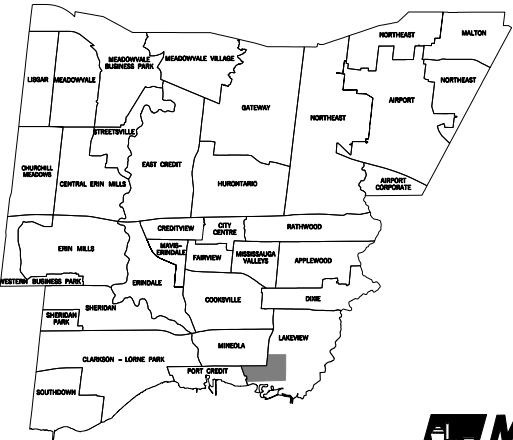 NORTHEAST
MALTON
MEADOWVALE
BUSINESS PARK
MEADOWVALE VILLAGE
LISGAR
MEADOWVALE
NORTHEAST
GATEWAY
AIRPORT
NORTHEAST
STREETSVILLE
CHURCHILL
MEADOWS
CENTRAL ERIN MILLS
EAST CREDIT
HURONTARIO
AIRPORT
CORPORATE
CREDITVIEW
CITY
CENTRE
RATHWOOD
ERIN MILLS
MAVIS-
ERINDALE
FAIRVIEW
MISSISSAUGA
VALLEYS
APPLEWOOD
WESTERN BUSINESS PARK
ERINDALE
SHERIDAN
COOKSVILLE
DIXIE
SHERIDAN
PARK
MINEOLA
LAKEVIEW
CLARKSON - LORNE PARK
PORT CREDIT
SOUTHDOWN
M